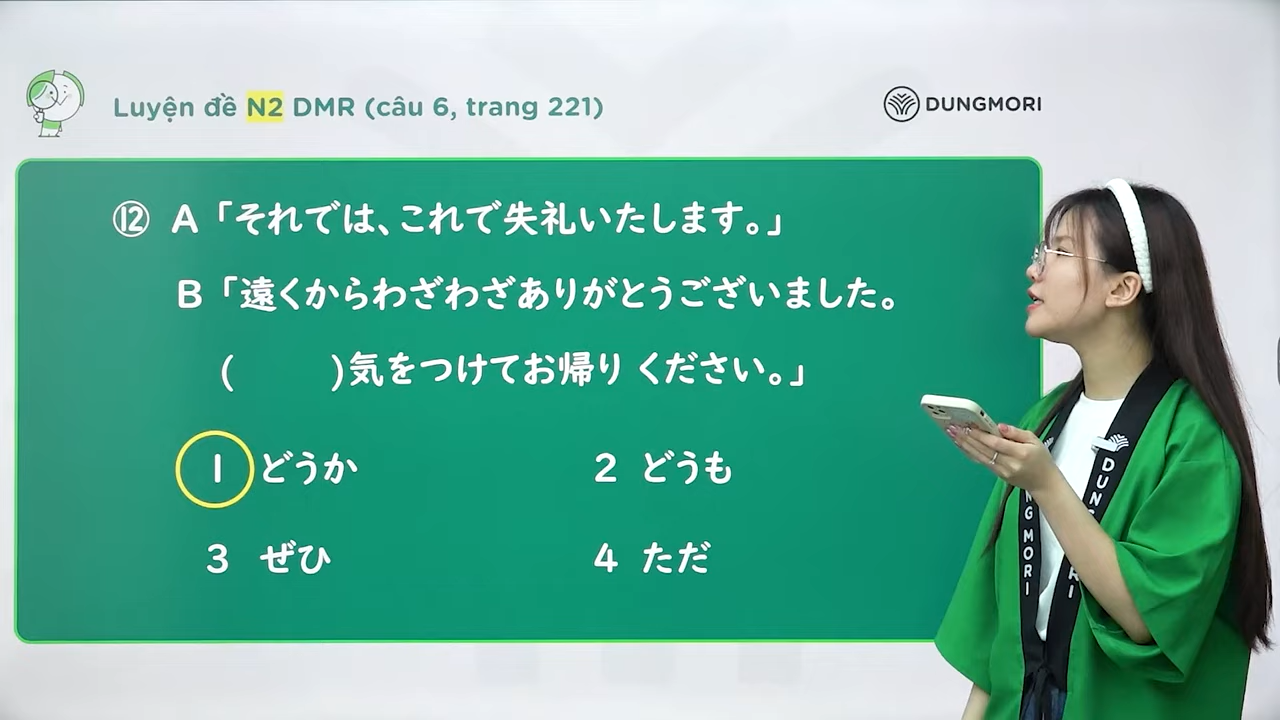 Luyện đề N2 DMR (câu 6, trang 221)
DUNGMORI
⑫ A「それでは、これで失礼いたします。」
B「遠くからわざわざありがとうございました。
(　　　)気をつけてお帰り ください。」
1 どうか
2 どうも
3 ぜひ
4 ただ